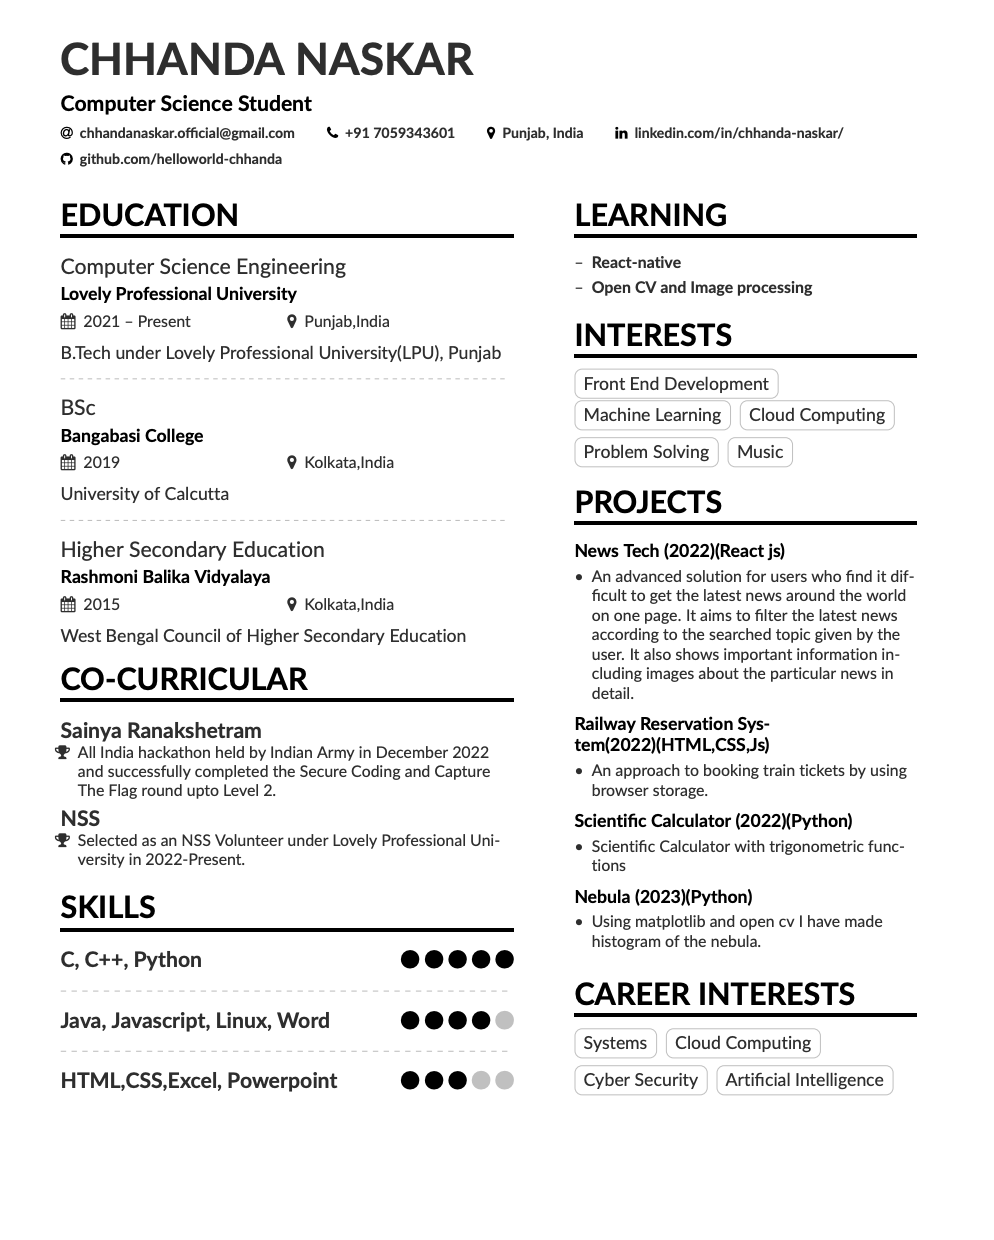 CHHANDA NASKAR
Computer Science Student
chhandanaskar.official@gmail.com +91 7059343601 Punjab, India linkedin.com/in/chhanda-naskar/
github.com/helloworld-chhanda
EDUCATION
Computer Science Engineering
Lovely Professional University
2021 – Present Punjab,India
B.Tech under Lovely Professional University(LPU), Punjab
BSc
Bangabasi College
2019 Kolkata,India
University of Calcutta
Higher Secondary Education
Rashmoni Balika Vidyalaya
2015 Kolkata,India
West Bengal Council of Higher Secondary Education
CO-CURRICULAR
Sainya Ranakshetram
All India hackathon held by Indian Army in December 2022
and successfully completed the Secure Coding and Capture
The Flag round upto Level 2.
NSS
Selected as an NSS Volunteer under Lovely Professional Uni-
versity in 2022-Present.
SKILLS
C, C++, Python
Java, Javascript, Linux, Word
HTML,CSS,Excel, Powerpoint
LEARNING
– React-native
– Open CV and Image processing
INTERESTS
Front End Development
Machine Learning Cloud Computing
Problem Solving Music
PROJECTS
News Tech (2022)(React js)
• An advanced solution for users who find it dif-
ficult to get the latest news around the world
on one page. It aims to filter the latest news
according to the searched topic given by the
user. It also shows important information in-
cluding images about the particular news in
detail.
Railway Reservation Sys-
tem(2022)(HTML,CSS,Js)
• An approach to booking train tickets by using
browser storage.
Scientific Calculator (2022)(Python)
• Scientific Calculator with trigonometric func-
tions
Nebula (2023)(Python)
• Using matplotlib and open cv I have made
histogram of the nebula.
CAREER INTERESTS
Systems Cloud Computing
Cyber Security Artificial Intelligence